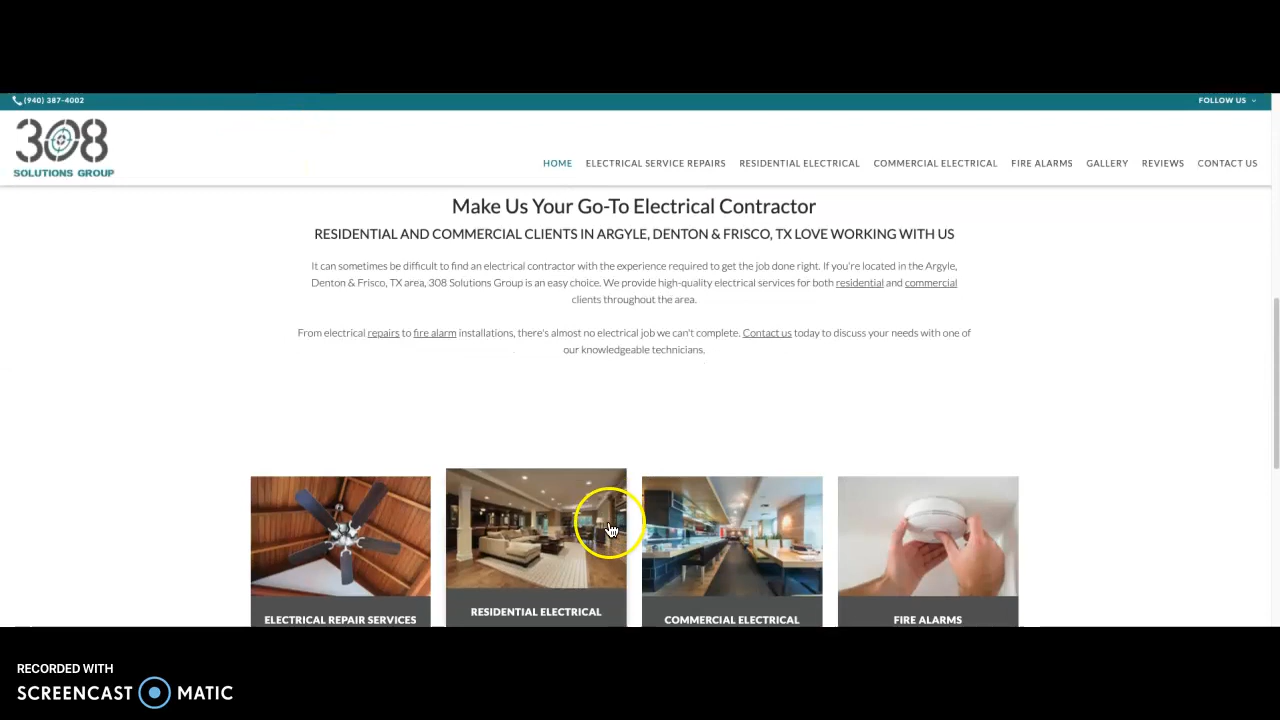 (940) 387-4002
FOLLOW US
308
SOLUTIONS GROUP
HOME
ELECTRICAL SERVICE REPAIRS
RESIDENTIAL ELECTRICAL
COMMERCIAL ELECTRICAL
FIRE ALARMS
GALLERY
REVIEWS
CONTACT US
Make Us Your Go-To Electrical Contractor
RESIDENTIAL AND COMMERCIAL CLIENTS IN ARGYLE, DENTON & FRISCO, TX LOVE WORKING WITH US
It can sometimes be difficult to find an electrical contractor with the experience required to get the job done right. If you're located in the Argyle,
Denton & Frisco, TX area, 308 Solutions Group is an easy choice. We provide high-quality electrical services for both residential and commercial
clients throughout the area.
From electrical repairs to fire alarm installations, there's almost no electrical job we can't complete. Contact us today to discuss your needs with one of
our knowledgeable technicians.
ELECTRICAL REPAIR SERVICES
RESIDENTIAL ELECTRICAL
COMMERCIAL ELECTRICAL
FIRE ALARMS
RECORDED WITH
SCREENCAST MATIC